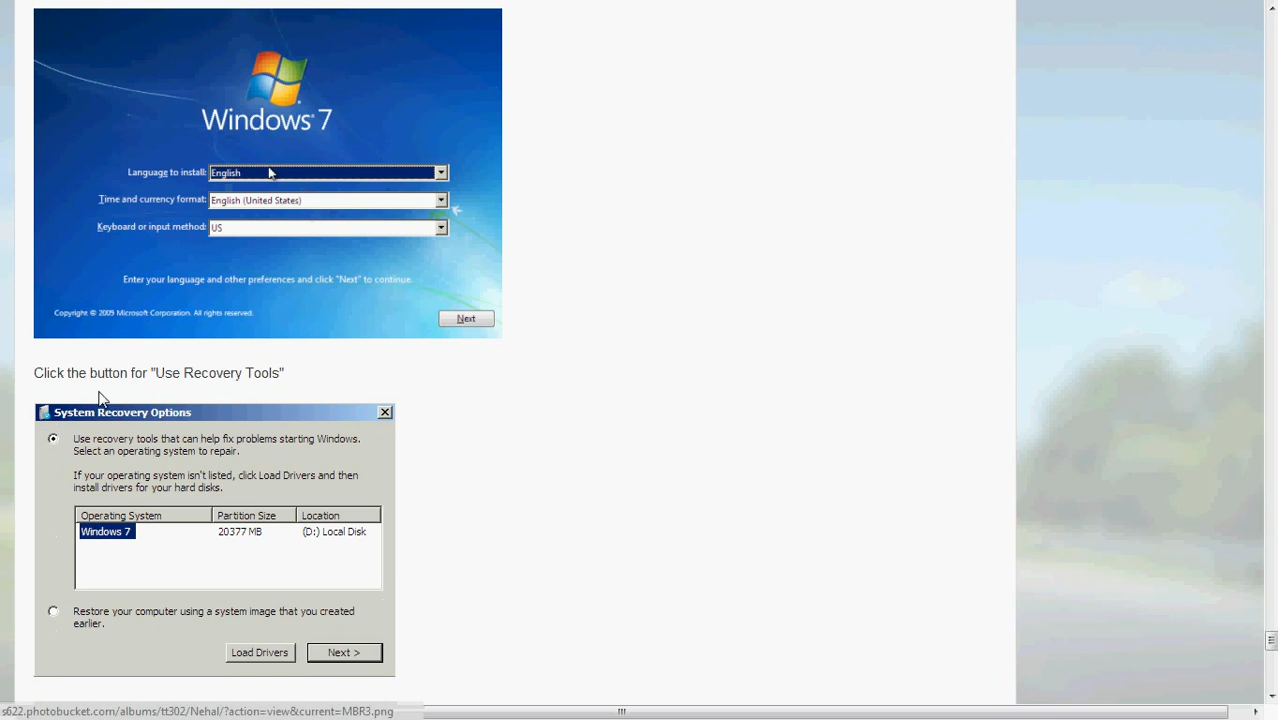 Windows 7
Language to install: English
Time and currency format: English (United States)
Keyboard or input method: US
Enter your language and other preferences and click "Next" to continue.
Copyright © 2009 Microsoft Corporation. All rights reserved.
Next
Click the button for "Use Recovery Tools"
System Recovery Options
Use recovery tools that can help fix problems starting Windows.
Select an operating system to repair.
If your operating system isn't listed, click Load Drivers and then
install drivers for your hard disks.
Operating System Partition Size Location
Windows 7 20377 MB (D:) Local Disk
Restore your computer using a system image that you created
earlier.
Load Drivers Next >
s622.photobucket.com/albums/tt302/Nehal/?action=view&current=MBR3.png